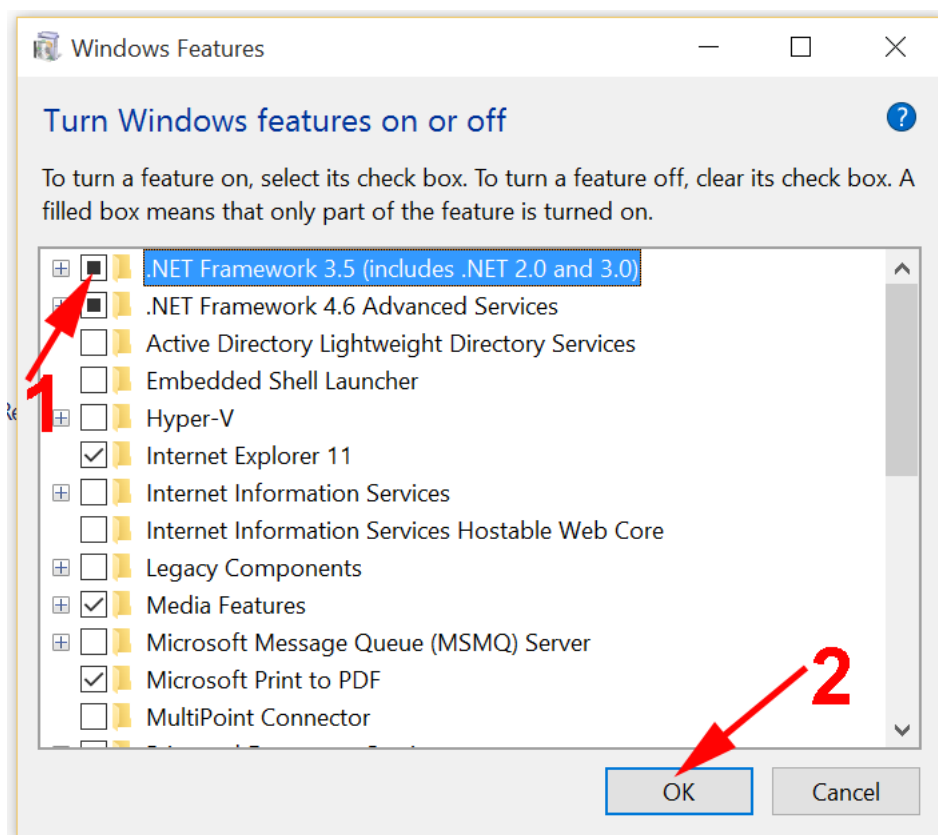 Windows Features
Turn Windows features on or off
?
To turn a feature on, select its check box. To turn a feature off, clear its check box. A
filled box means that only part of the feature is turned on.
.NET Framework 3.5 (includes .NET 2.0 and 3.0)
.NET Framework 4.6 Advanced Services
Active Directory Lightweight Directory Services
Embedded Shell Launcher
1
Hyper-V
Internet Explorer 11
Internet Information Services
Internet Information Services Hostable Web Core
Legacy Components
Media Features
Microsoft Message Queue (MSMQ) Server
Microsoft Print to PDF
2
MultiPoint Connector
OK
Cancel